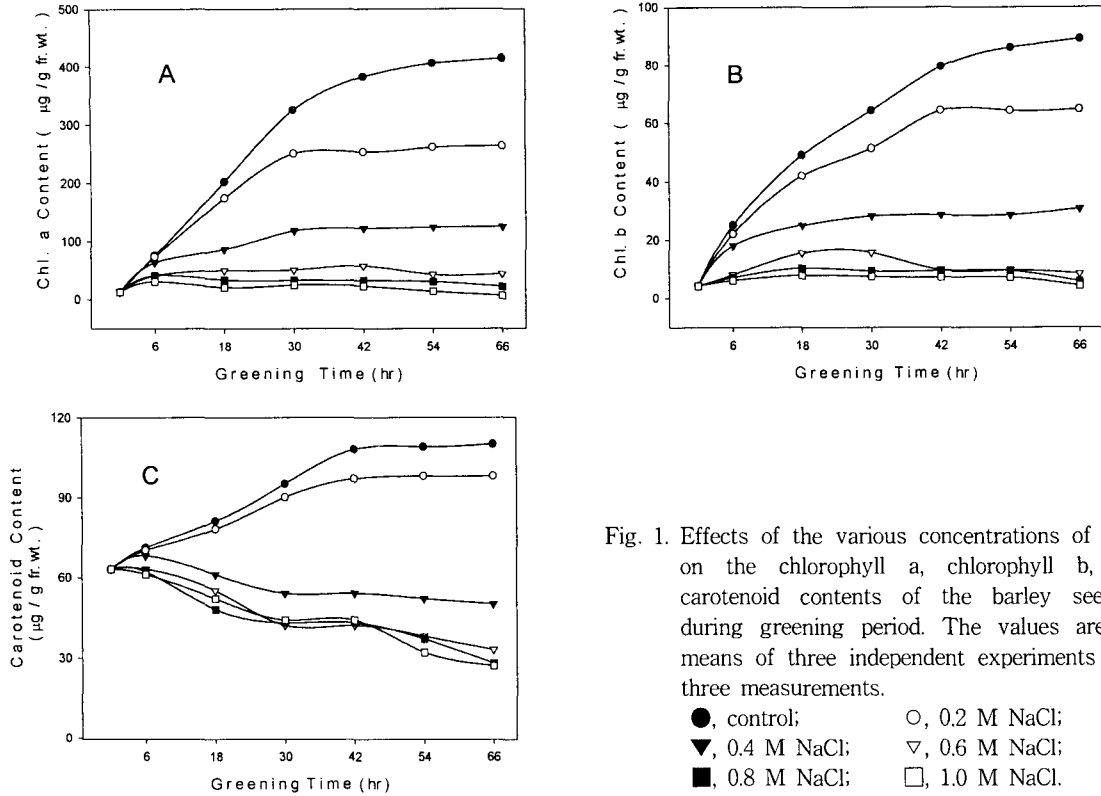 500
400
300
200
100
0
Chl. a Content ( μg/g fr.wt.)
A
6 18 30 42 54 66
Greening Time (hr)
100
80
60
40
20
0
Chl. b Content ( μg/g fr.wt.)
B
6 18 30 42 54 66
Greening Time (hr)
120
90
60
30
0
Carotenoid Content
( μg/g fr.wt.)
C
6 18 30 42 54 66
Greening Time (hr)
Fig. 1. Effects of the various concentrations of
on the chlorophyll a, chlorophyll b,
carotenoid contents of the barley see
during greening period. The values are
means of three independent experiments
three measurements.
●, control; ○, 0.2 M NaCl;
▼, 0.4 M NaCl; ▽, 0.6 M NaCl;
■, 0.8 M NaCl; □, 1.0 M NaCl.